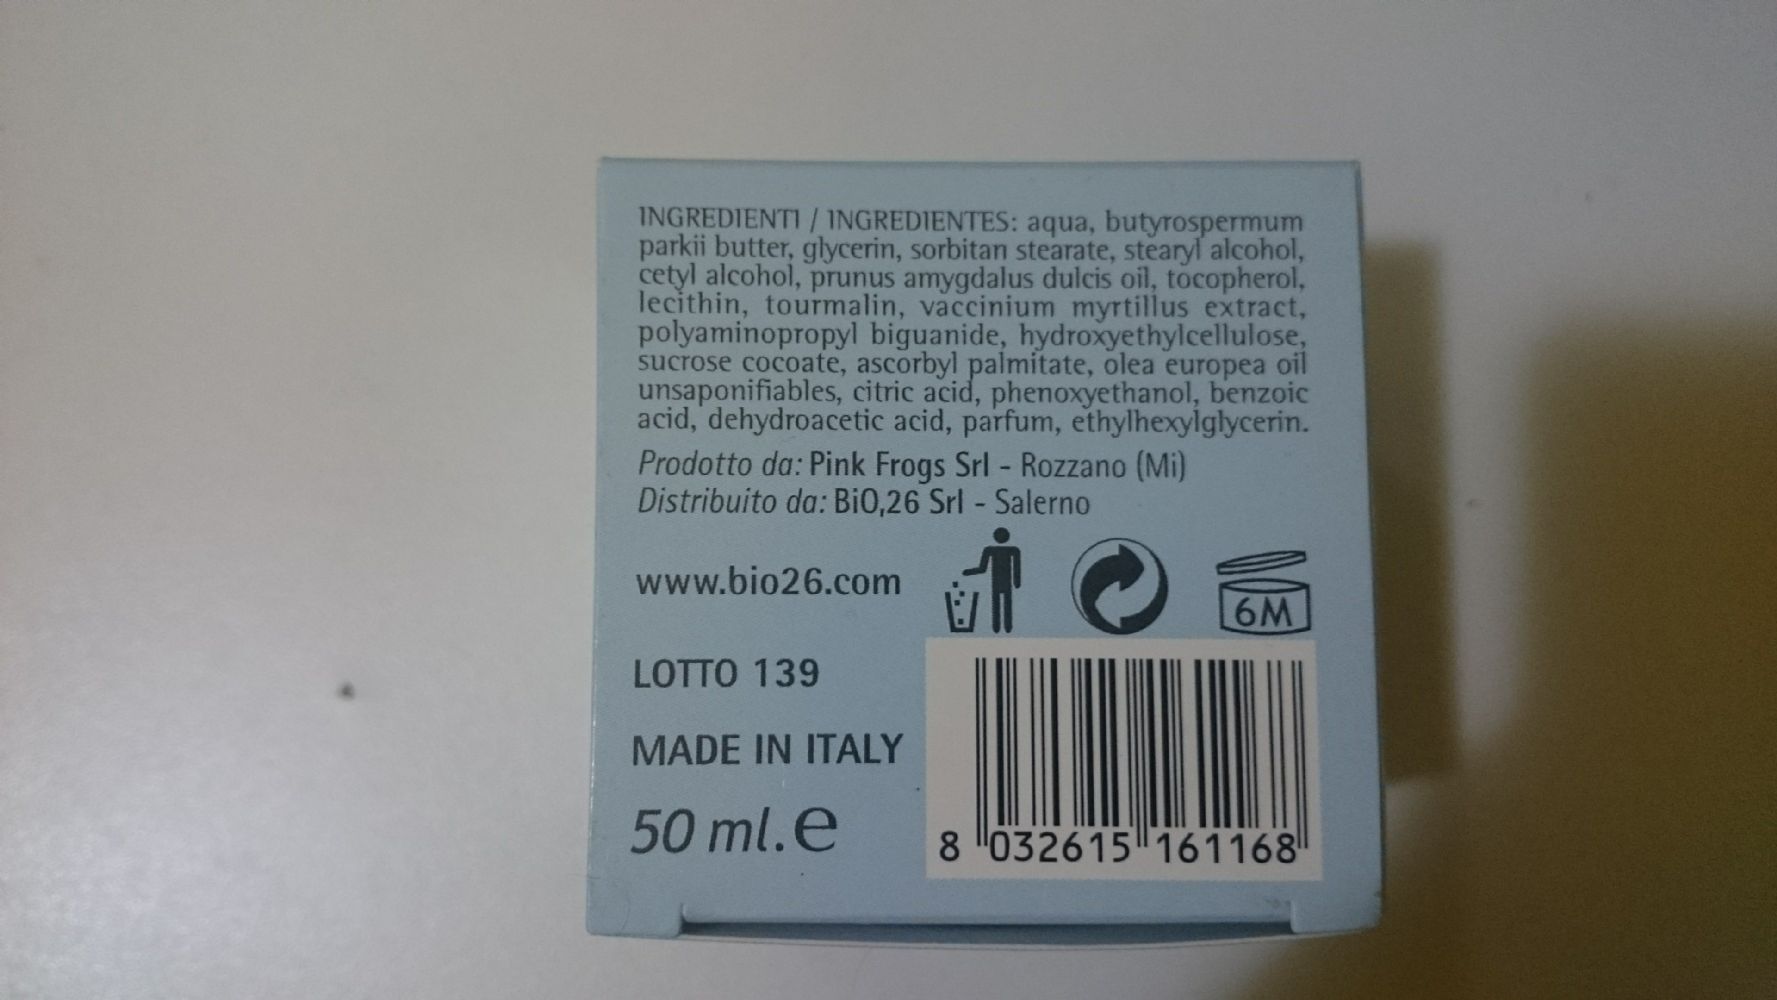 INGREDIENTI / INGREDIENTES: aqua, butyrospermum
parkii butter, glycerin, sorbitan stearate, stearyl alcohol,
cetyl alcohol, prunus amygdalus dulcis oil, tocopherol,
lecithin, tourmalin, vaccinium myrtillus extract,
polyaminopropyl biguanide, hydroxyethylcellulose,
sucrose cocoate, ascorbyl palmitate, olea europea oil
unsaponifiables, citric acid, phenoxyethanol, benzoic
acid, dehydroacetic acid, parfum, ethylhexylglycerin.
Prodotto da: Pink Frogs Srl - Rozzano (Mi)
Distribuito da: BiO,26 Srl - Salerno
www.bio26.com
6M
LOTTO 139
MADE IN ITALY
50 ml. e
8 032615 161168